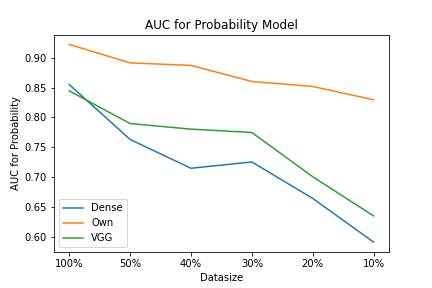 AUC for Probability Model
AUC for Probability
0.90
0.85
0.80
0.75
0.70
0.65
0.60
Dense
Own
VGG
100% 50% 40% 30% 20% 10%
Datasize